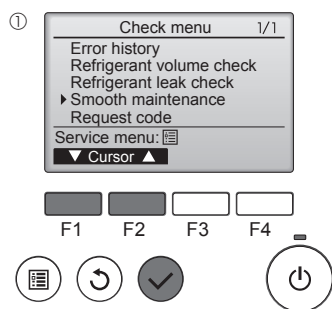 ①
Check menu 1/1
Error history
Refrigerant volume check
Refrigerant leak check
Smooth maintenance
Request code
Service menu:
▼ Cursor ▲
F1 F2 F3 F4